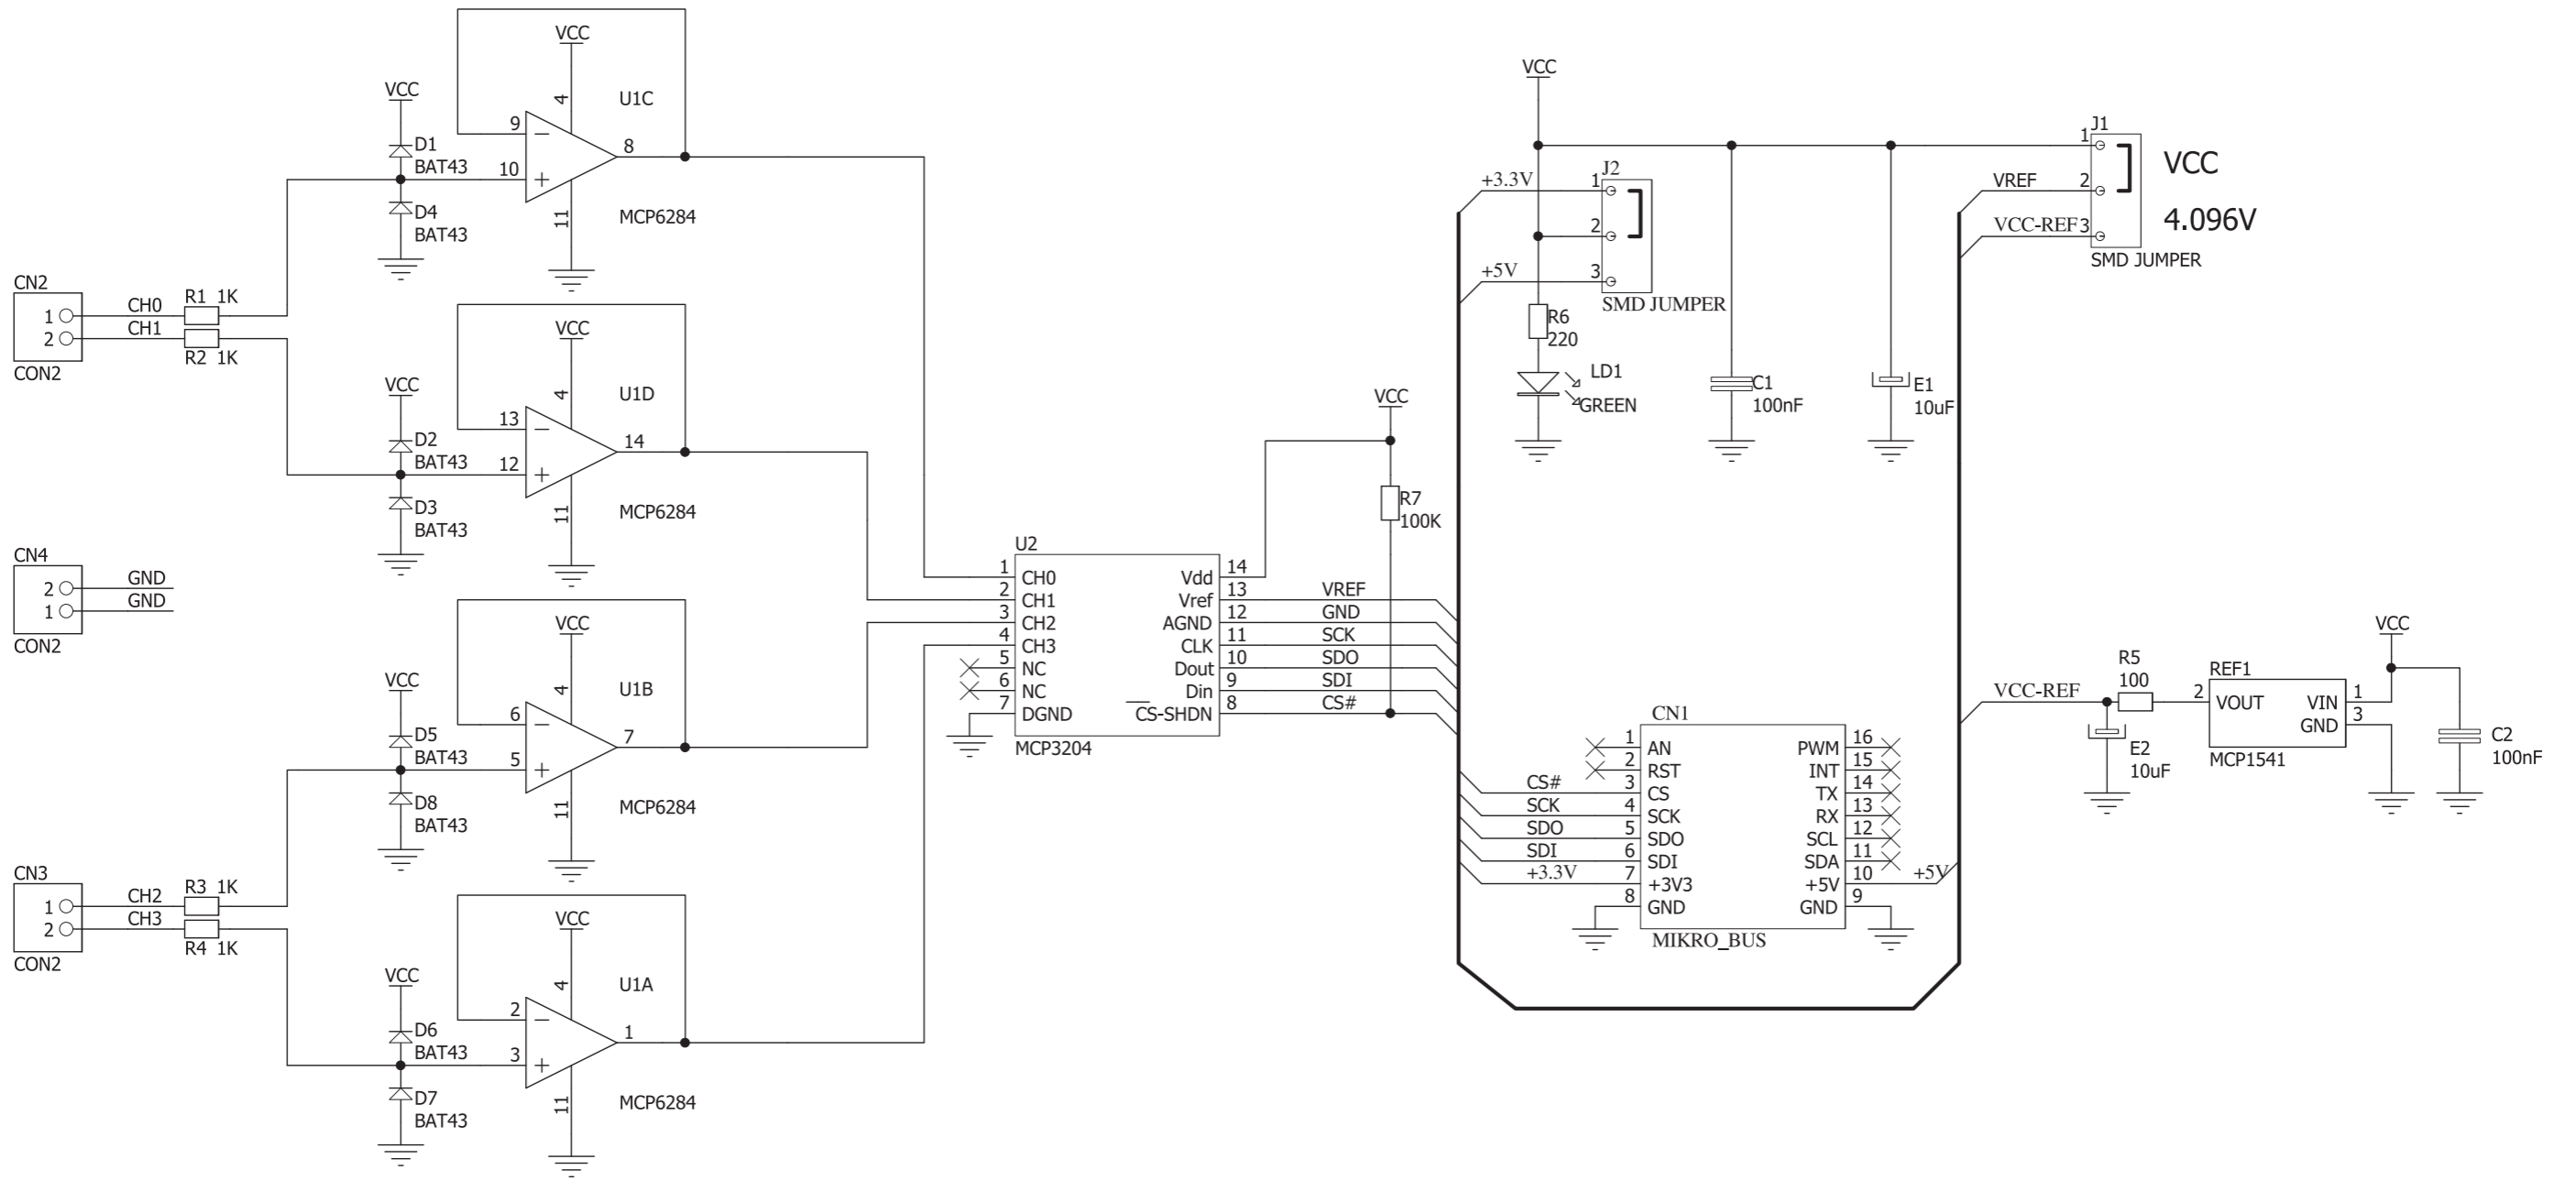 VCC
4
U1C
9
8
10
11
MCP6284
VCC
D1
BAT43
D4
BAT43
CN2
1
2
CON2
CH0
CH1
R1 1K
R2 1K
VCC
4
U1D
13
14
12
11
MCP6284
VCC
D2
BAT43
D3
BAT43
CN4
2
1
CON2
GND
GND
VCC
4
U1B
6
7
5
11
MCP6284
VCC
D5
BAT43
D8
BAT43
CN3
1
2
CON2
CH2
CH3
R3 1K
R4 1K
VCC
4
U1A
2
1
3
11
MCP6284
VCC
D6
BAT43
D7
BAT43
U2
1 CH0
2 CH1
3 CH2
4 CH3
5 NC
6 NC
7 DGND
Vdd 14
Vref 13
AGND 12
CLK 11
Dout 10
Din 9
CS-SHDN 8
MCP3204
VREF
GND
SCK
SDO
SDI
CS#
VCC
R7
100K
VCC
J2
+3.3V 1
2
+5V 3
SMD JUMPER
R6
220
LD1
GREEN
C1
100nF
E1
10uF
J1
1
VREF 2
VCC-REF 3
SMD JUMPER
VCC
4.096V
CN1
1 AN
2 RST
CS# 3 CS
SCK 4 SCK
SDO 5 SDO
SDI 6 SDI
+3.3V 7 +3V3
8 GND
PWM 16
INT 15
TX 14
RX 13
SCL 12
SDA 11
+5V 10 +5V
GND 9
MIKRO_BUS
VCC-REF
R5
100
E2
10uF
REF1
2 VOUT
VIN 1
GND 3
MCP1541
VCC
C2
100nF